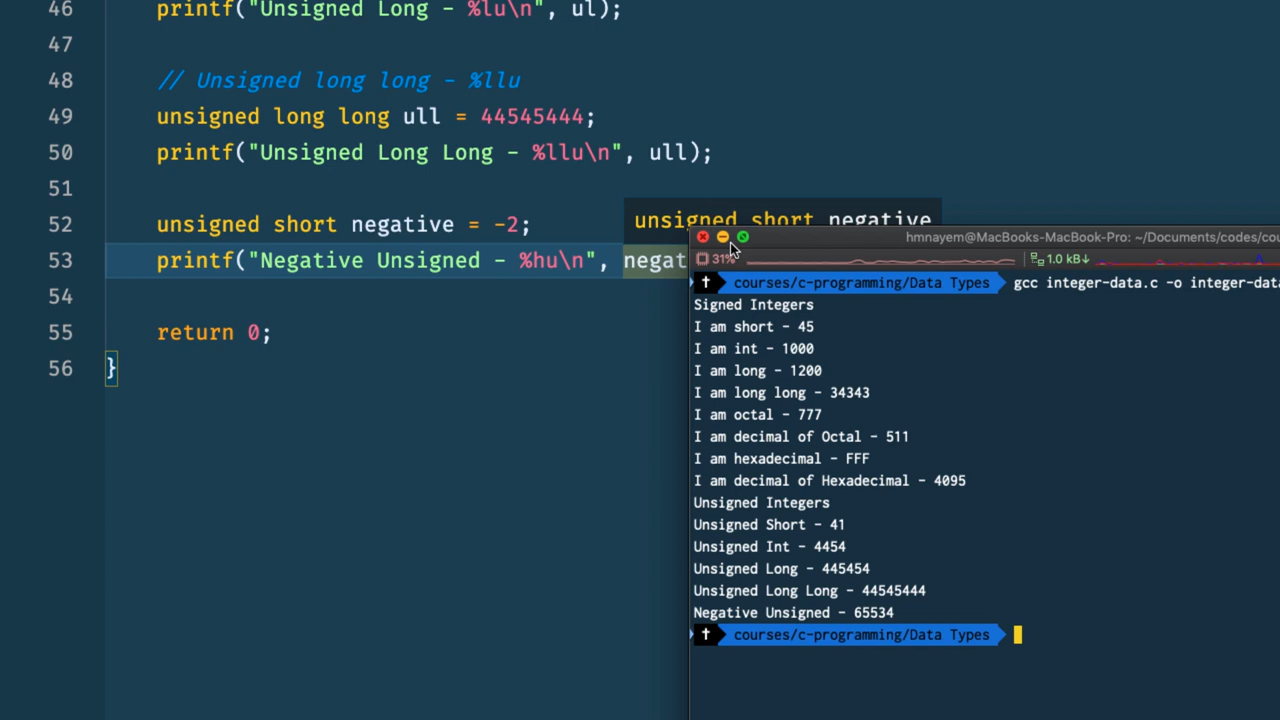 46 printf("Unsigned Long - %lu\n", ul);
47
48 // Unsigned long long - %llu
49 unsigned long long ull = 44545444;
50 printf("Unsigned Long Long - %llu\n", ull);
51
52 unsigned short negative = -2;
unsigned short negative
53 printf("Negative Unsigned - %hu\n", negat
54
55 return 0;
56 }
hmnayem@MacBooks-MacBook-Pro: ~/Documents/codes/cou
31% 1.0 kB↓
courses/c-programming/Data Types gcc integer-data.c -o integer-data
Signed Integers
I am short - 45
I am int - 1000
I am long - 1200
I am long long - 34343
I am octal - 777
I am decimal of Octal - 511
I am hexadecimal - FFF
I am decimal of Hexadecimal - 4095
Unsigned Integers
Unsigned Short - 41
Unsigned Int - 4454
Unsigned Long - 445454
Unsigned Long Long - 44545444
Negative Unsigned - 65534
courses/c-programming/Data Types